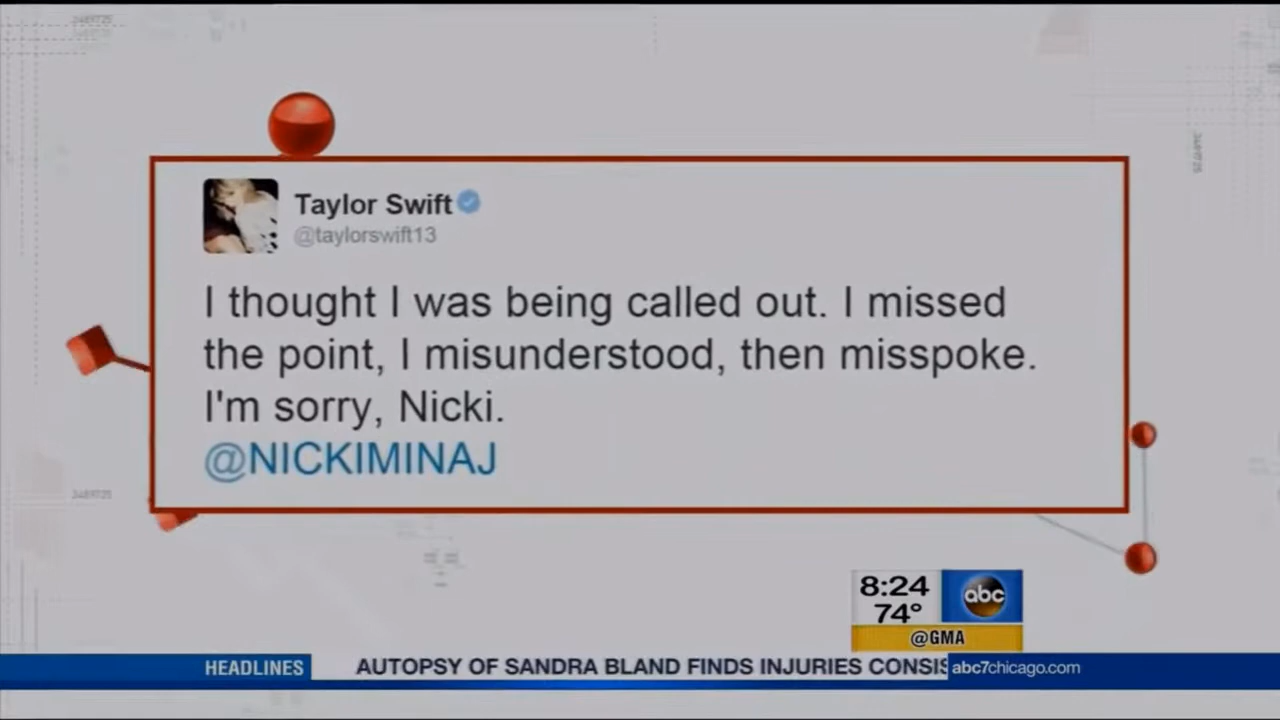 Taylor Swift
@taylorswift13
I thought I was being called out. I missed
the point, I misunderstood, then misspoke.
I'm sorry, Nicki.
@NICKIMINAJ
8:24
74°
abc
@GMA
HEADLINES
AUTOPSY OF SANDRA BLAND FINDS INJURIES CONSIS
abc7chicago.com